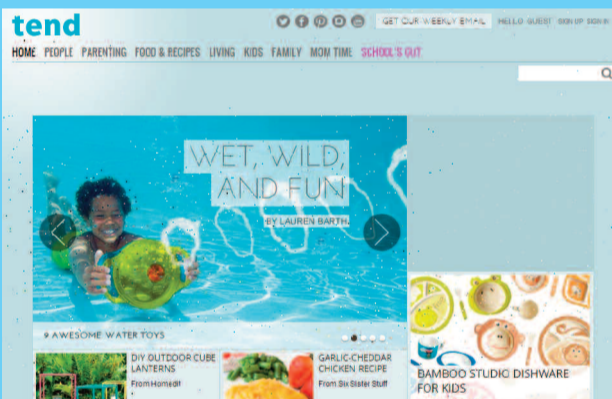 tend
GET OUR WEEKLY EMAIL HELLO GUEST SIGN UP SIGN IN
HOME PEOPLE PARENTING FOOD & RECIPES LIVING KIDS FAMILY MOM TIME SCHOOL'S OUT
WET, WILD,
AND FUN
BY LAUREN BARTH
9 AWESOME WATER TOYS
DIY OUTDOOR CUBE
LANTERNS
From Homedit
GARLIC-CHEDDAR
CHICKEN RECIPE
From Six Sister Stuff
BAMBOO STUDIO DISHWARE
FOR KIDS